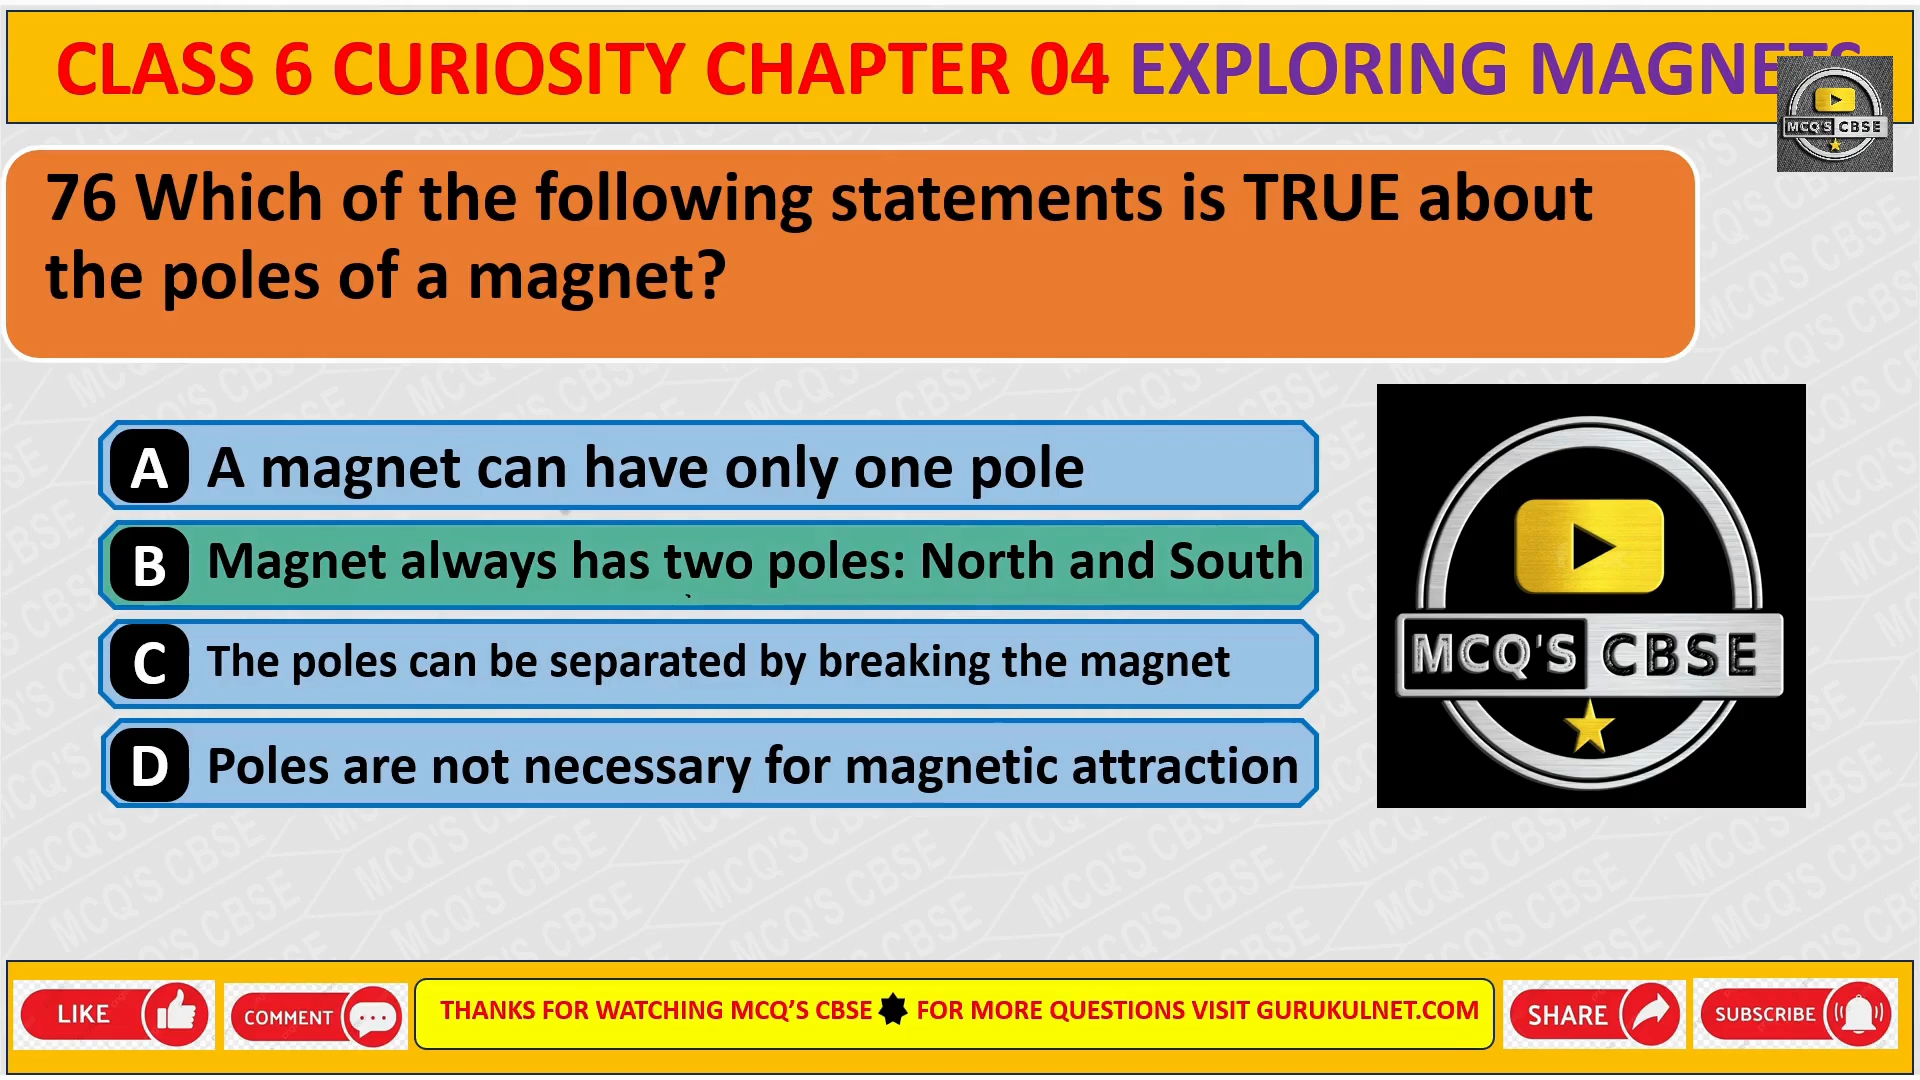 CLASS 6 CURIOSITY CHAPTER 04 EXPLORING MAGNETS
MCQ'S CBSE
76 Which of the following statements is TRUE about
the poles of a magnet?
A A magnet can have only one pole
B Magnet always has two poles: North and South
C The poles can be separated by breaking the magnet
D Poles are not necessary for magnetic attraction
MCQ'S CBSE
LIKE
COMMENT
THANKS FOR WATCHING MCQ’S CBSE FOR MORE QUESTIONS VISIT GURUKULNET.COM
SHARE
SUBSCRIBE